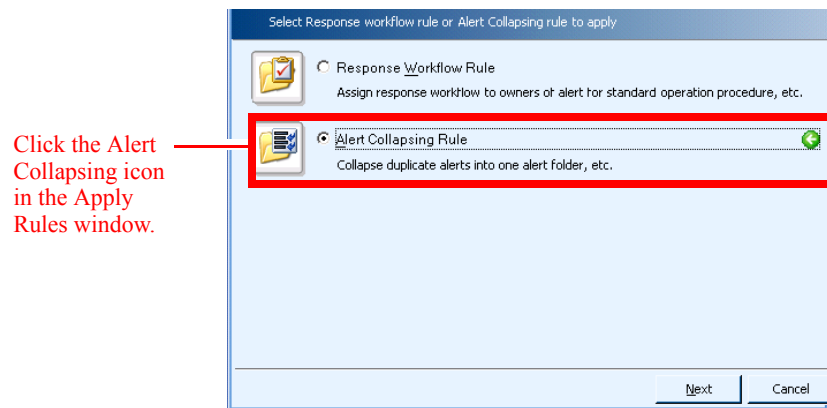 Select Response workflow rule or Alert Collapsing rule to apply
Response Workflow Rule
Assign response workflow to owners of alert for standard operation procedure, etc.
Click the Alert
Collapsing icon
in the Apply
Rules window.
Alert Collapsing Rule
Collapse duplicate alerts into one alert folder, etc.
Next Cancel